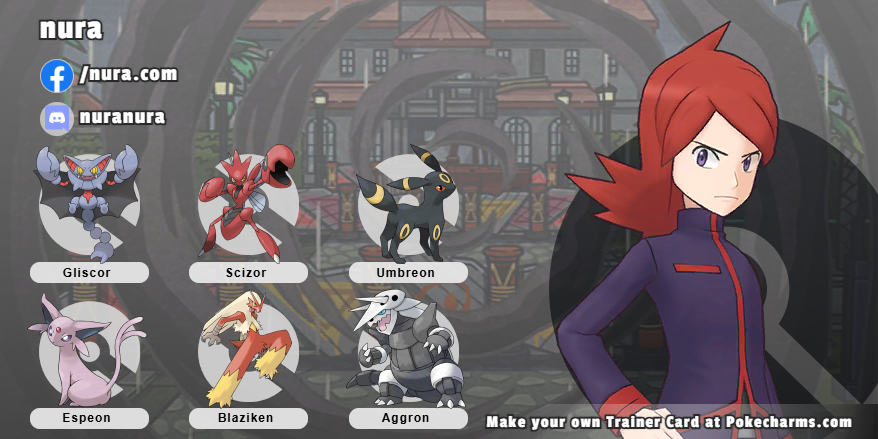 nura
/nura.com
nuranura
Gliscor
Scizor
Umbreon
Espeon
Blaziken
Aggron
Make your own Trainer Card at Pokecharms.com